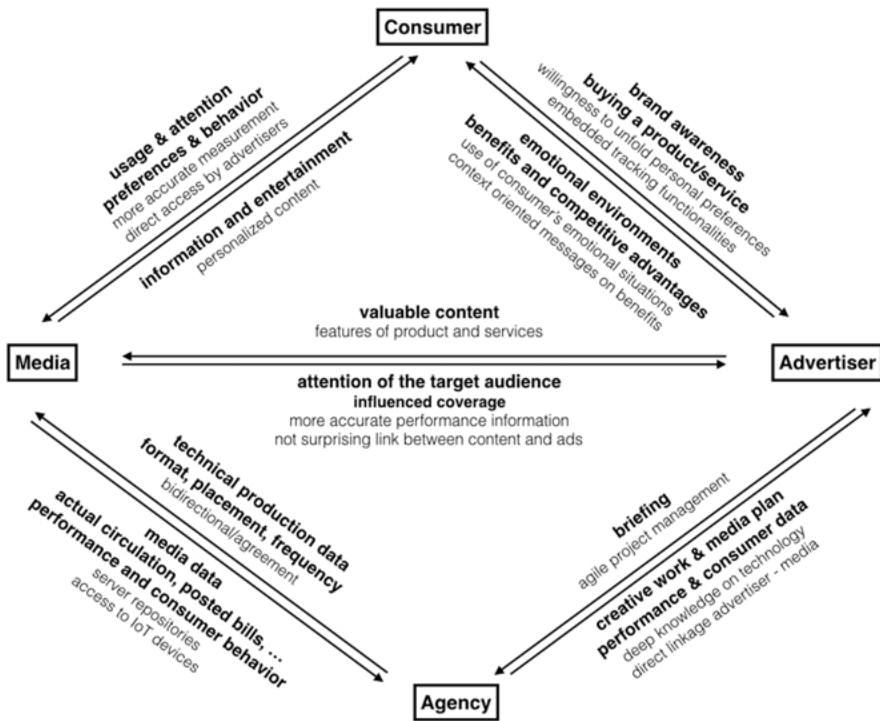 Consumer
usage & attention
preferences & behavior
more accurate measurement
direct access by advertisers
information and entertainment
personalized content
brand awareness
buying a product/service
willingness to unfold personal preferences
embedded tracking functionalities
emotional environments
benefits and competitive advantages
use of consumer's emotional situations
context oriented messages on benefits
valuable content
features of product and services
Media
Advertiser
attention of the target audience
influenced coverage
more accurate performance information
not surprising link between content and ads
technical production data
format, placement, frequency
bidirectional/agreement
media data
actual circulation, posted bills, ...
performance and consumer behavior
server repositories
access to IoT devices
briefing
agile project management
creative work & media plan
performance & consumer data
deep knowledge on technology
direct linkage advertiser - media
Agency